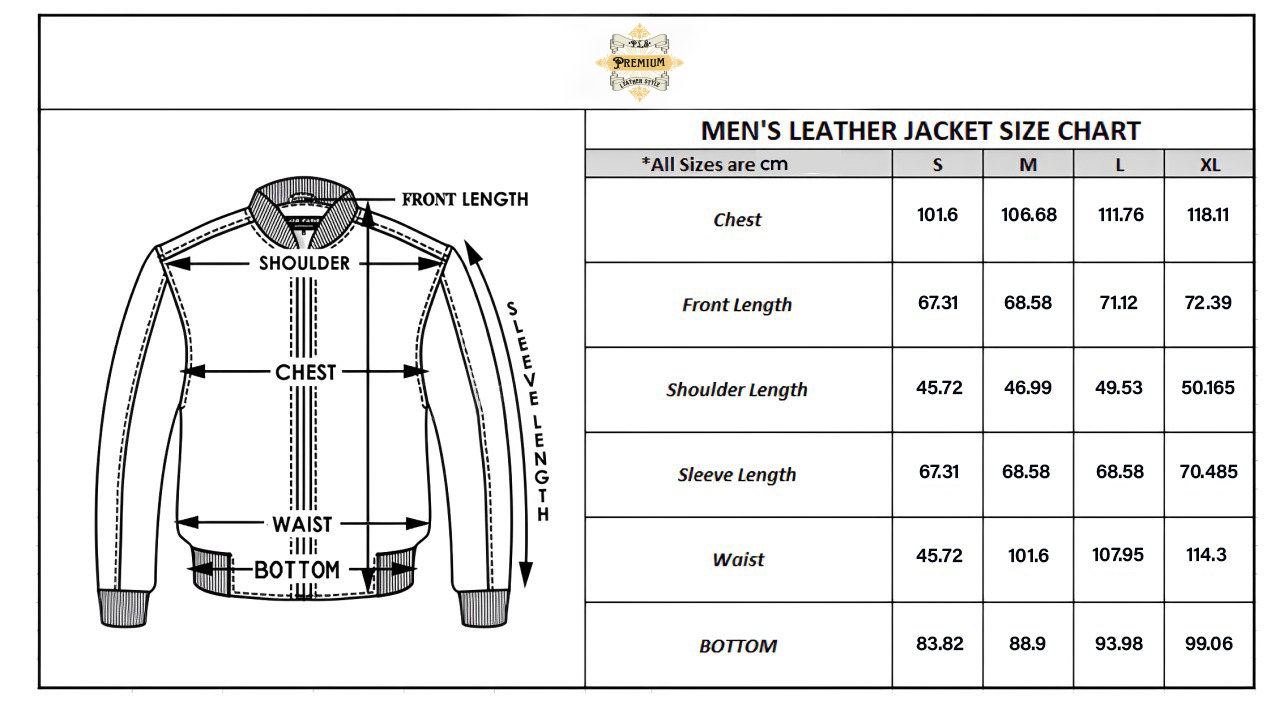 P.L.S
PREMIUM
LEATHER STYLE
MEN'S LEATHER JACKET SIZE CHART
*All Sizes are cm S M L XL
Chest 101.6 106.68 111.76 118.11
Front Length 67.31 68.58 71.12 72.39
Shoulder Length 45.72 46.99 49.53 50.165
Sleeve Length 67.31 68.58 68.58 70.485
Waist 45.72 101.6 107.95 114.3
BOTTOM 83.82 88.9 93.98 99.06
FRONT LENGTH
SHOULDER
SLEEVE LENGTH
CHEST
WAIST
BOTTOM